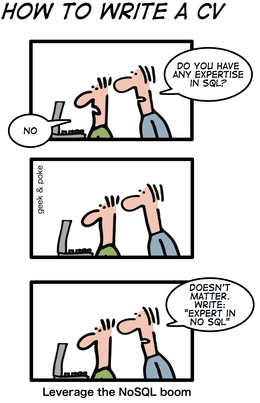 HOW TO WRITE A CV
DO YOU HAVE
ANY EXPERTISE
IN SQL?
NO
geek & poke
DOESN'T
MATTER.
WRITE:
"EXPERT IN
NO SQL"
Leverage the NoSQL boom